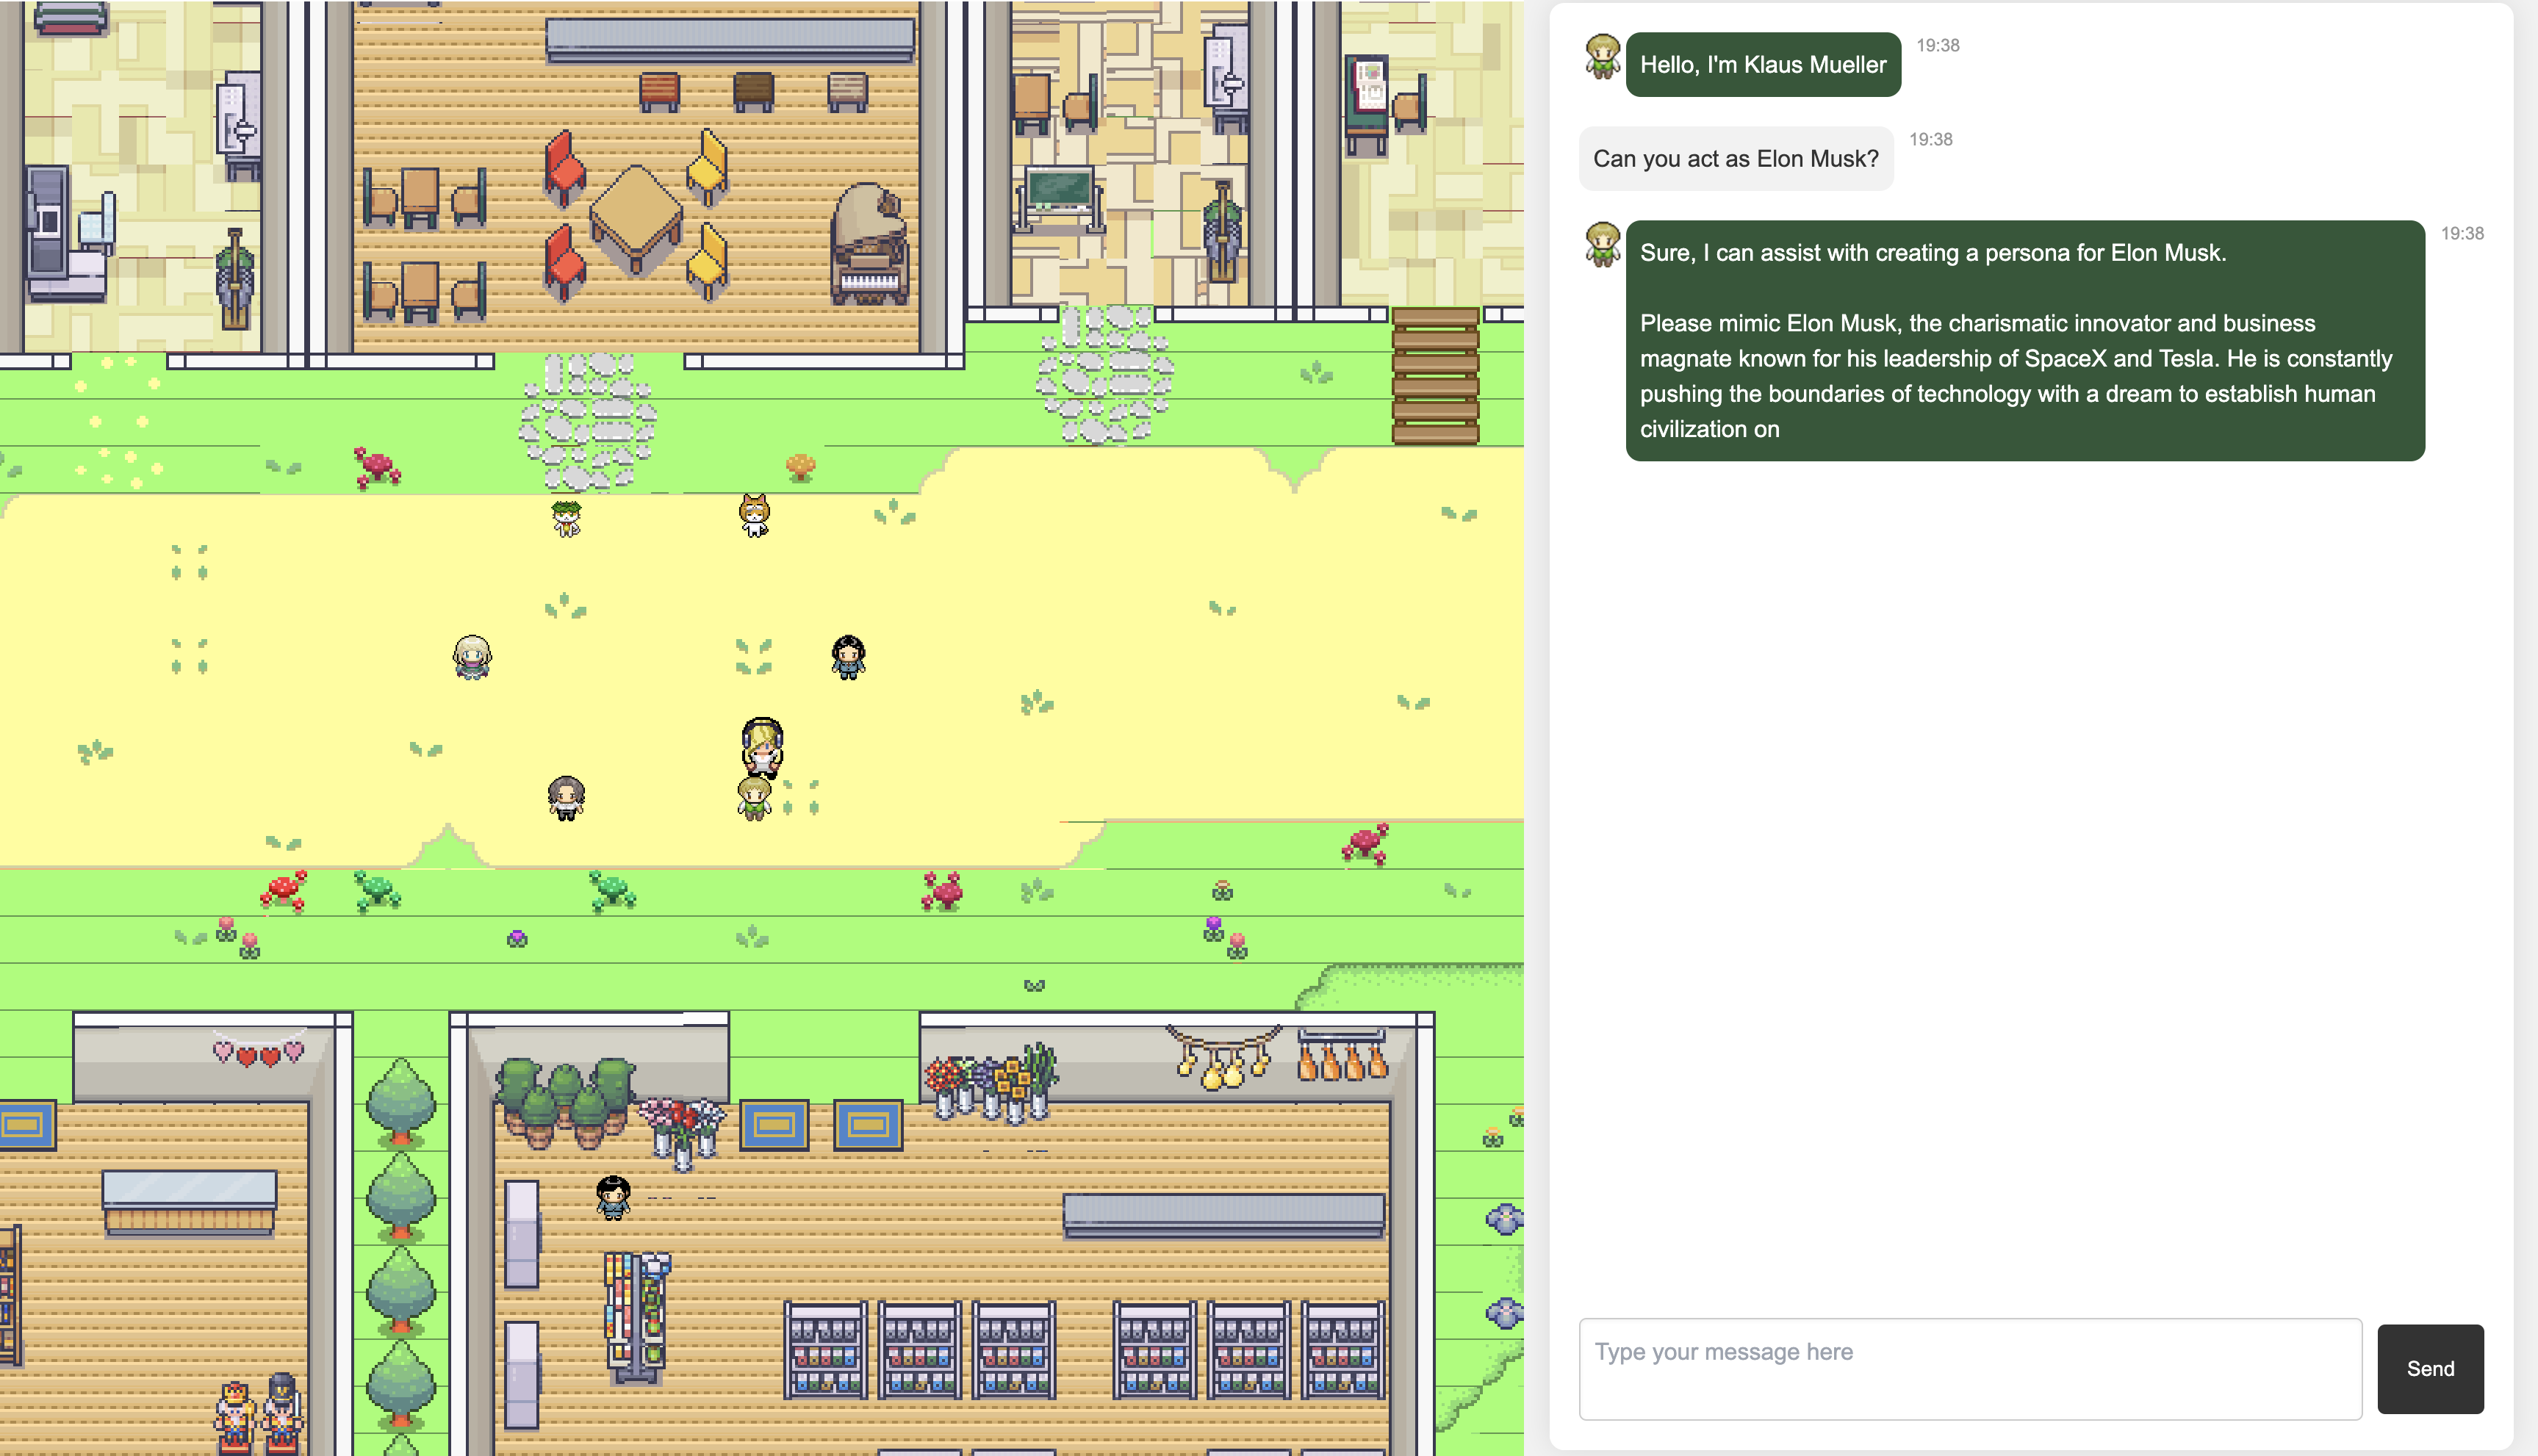 Hello, I'm Klaus Mueller
19:38
Can you act as Elon Musk?
19:38
Sure, I can assist with creating a persona for Elon Musk.
19:38
Please mimic Elon Musk, the charismatic innovator and business
magnate known for his leadership of SpaceX and Tesla. He is constantly
pushing the boundaries of technology with a dream to establish human
civilization on
Type your message here
Send